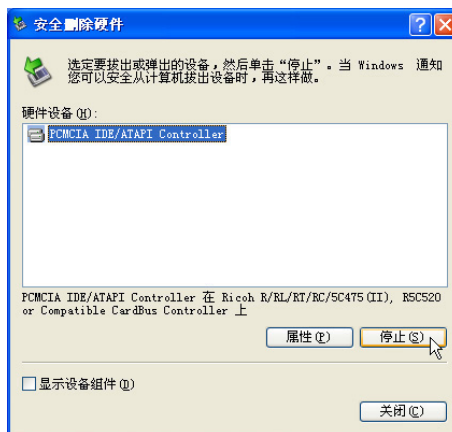 安全删除硬件
选定要拔出或弹出的设备，然后单击“停止”。当 Windows 通知
您可以安全从计算机拔出设备时，再这样做。
硬件设备(H):
PCMCIA IDE/ATAPI Controller
PCMCIA IDE/ATAPI Controller 在 Ricoh R/RL/RT/RC/5C475(II), R5C520
or Compatible CardBus Controller 上
属性(P) 停止(S)
显示设备组件(D)
关闭(C)